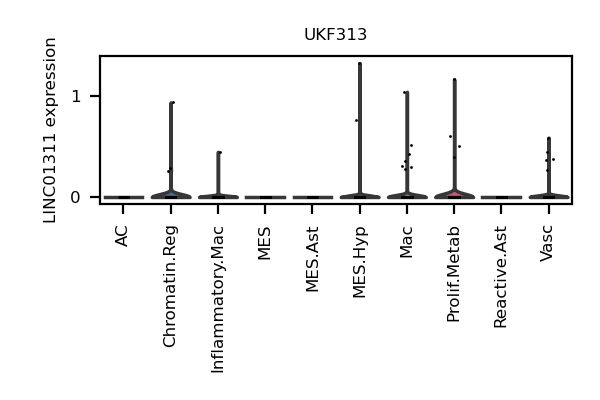 UKF313
LINC01311 expression
1
0
AC
Chromatin.Reg
Inflammatory.Mac
MES
MES.Ast
MES.Hyp
Mac
Prolif.Metab
Reactive.Ast
Vasc